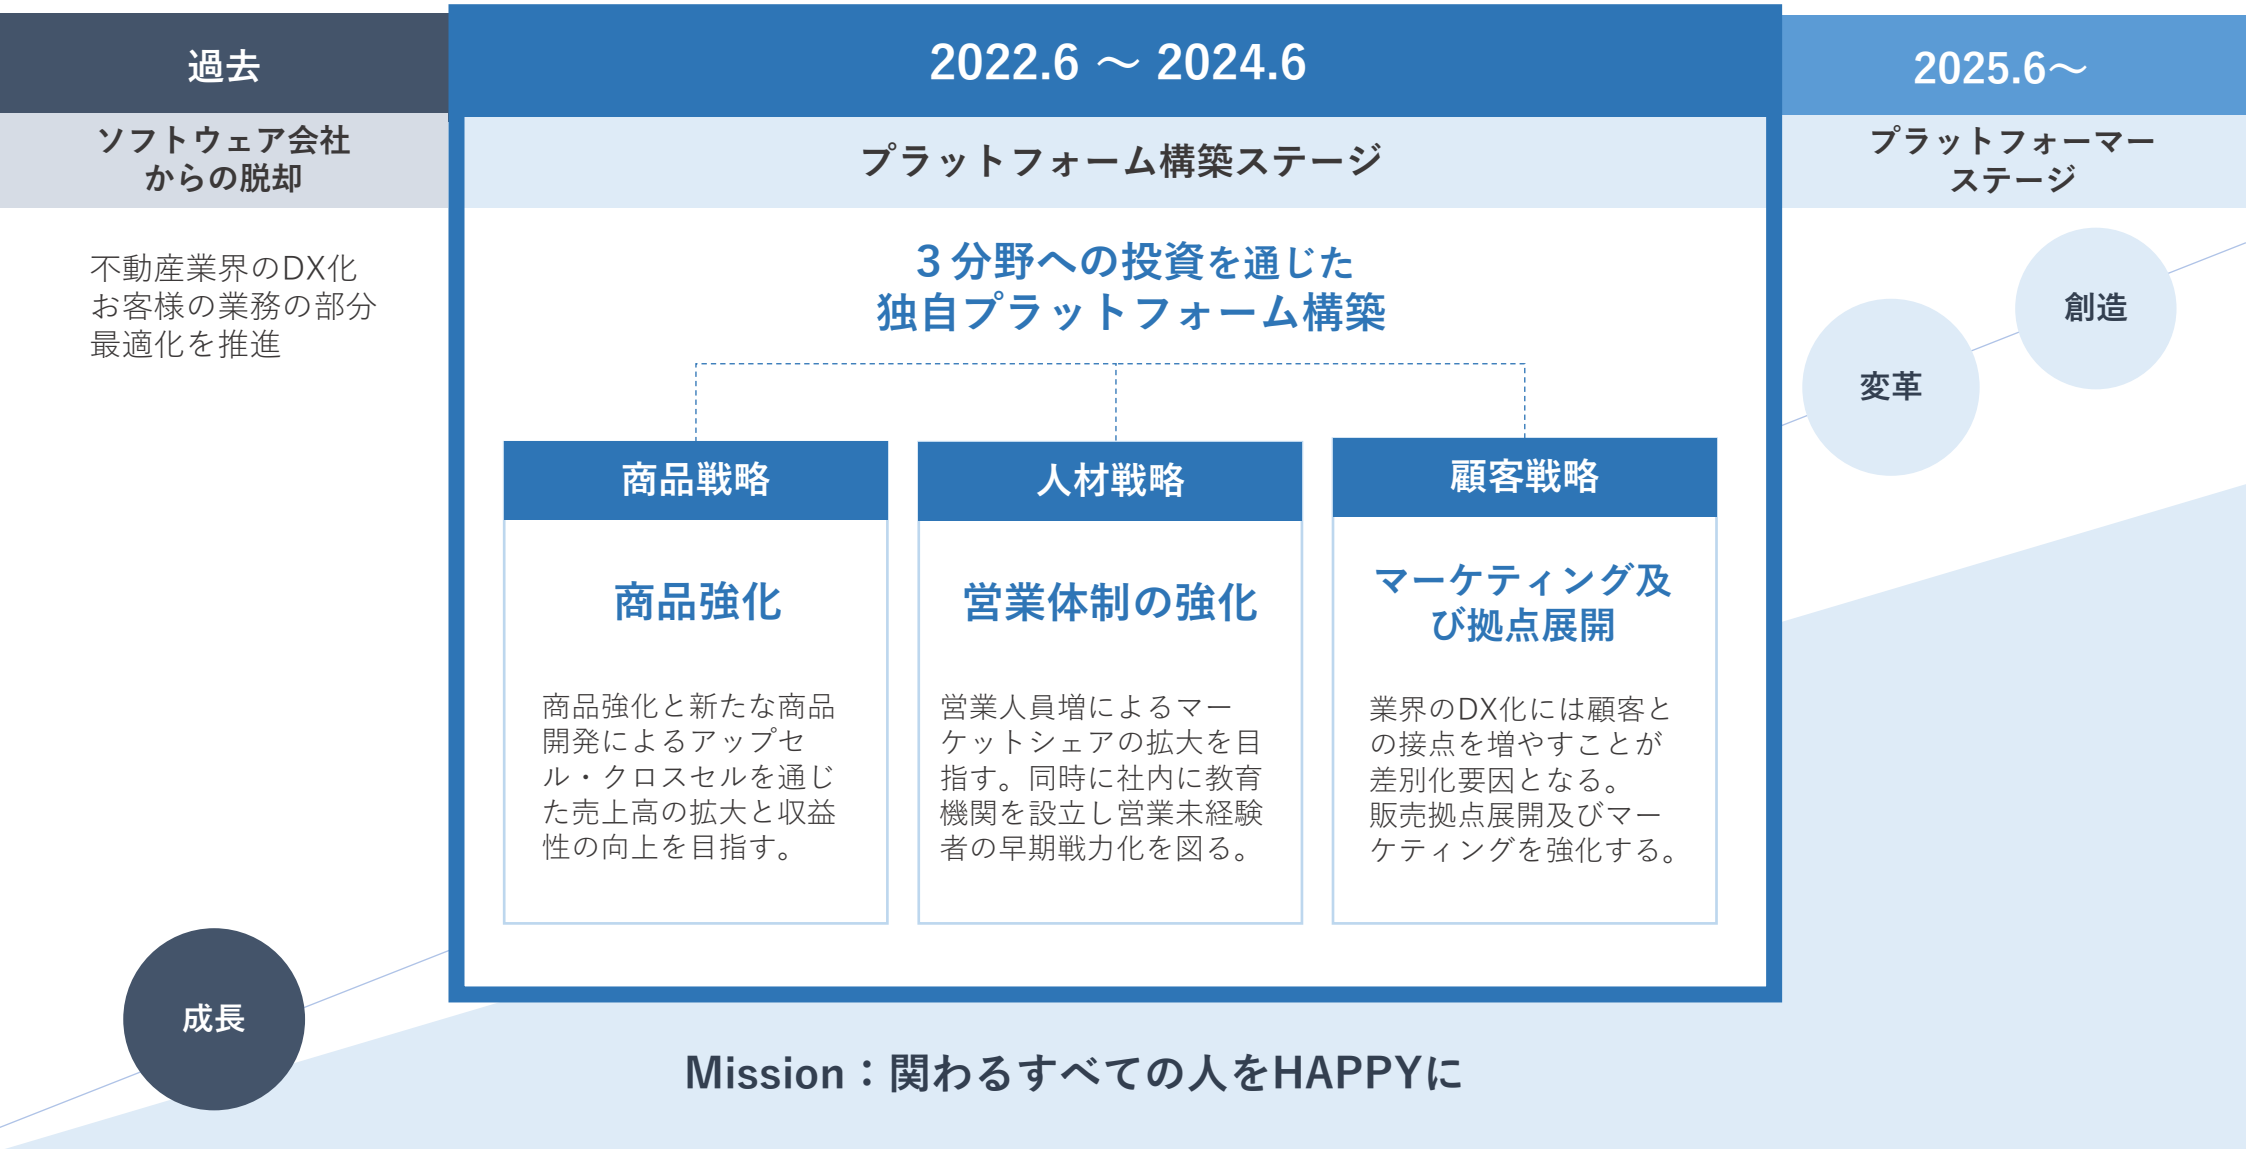 過去
ソフトウェア会社
からの脱却
不動産業界のDX化
お客様の業務の部分
最適化を推進
成長
2022.6 ～ 2024.6
プラットフォーム構築ステージ
３分野への投資を通じた
独自プラットフォーム構築
商品戦略
商品強化
商品強化と新たな商品
開発によるアップセ
ル・クロスセルを通じ
た売上高の拡大と収益
性の向上を目指す。
人材戦略
営業体制の強化
営業人員増によるマー
ケットシェアの拡大を目
指す。同時に社内に教育
機関を設立し営業未経験
者の早期戦力化を図る。
顧客戦略
マーケティング及
び拠点展開
業界のDX化には顧客と
の接点を増やすことが
差別化要因となる。
販売拠点展開及びマー
ケティングを強化する。
2025.6～
プラットフォーマー
ステージ
創造
変革
Mission：関わるすべての人をHAPPYに